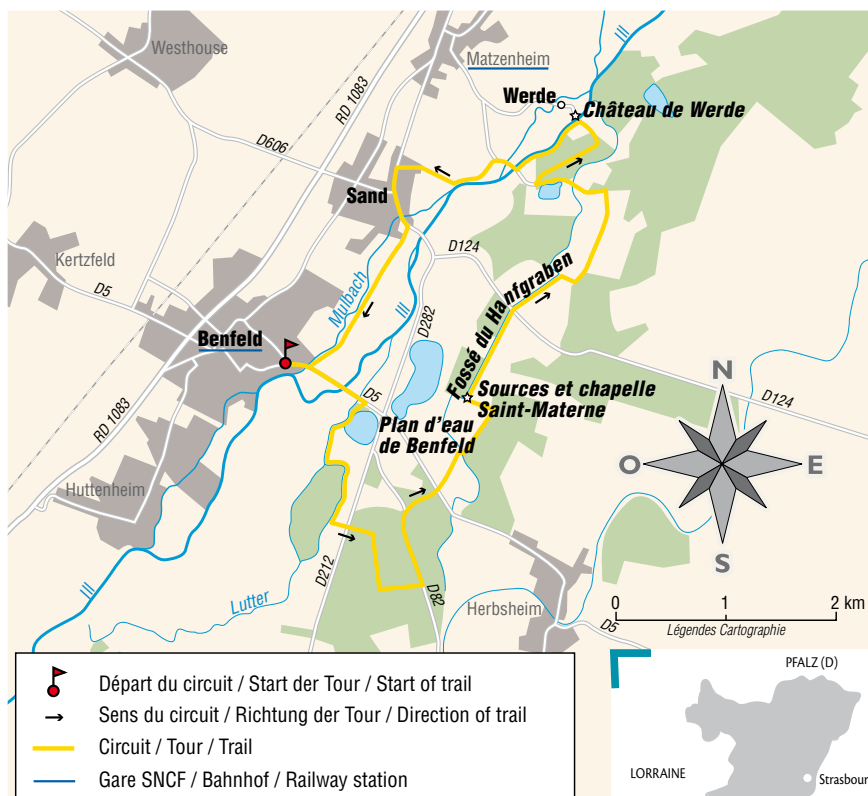 Westhouse
RD 1083
Matzenheim
Ill
Werde
Château de Werde
D606
Sand
D124
Kertzfeld
D5
Mulbach
Ill
D282
Fossé du Hanfgraben
Benfeld
D5
Sources et chapelle
Saint-Materne
D124
Plan d'eau
de Benfeld
RD 1083
Huttenheim
N
O
E
S
D212
D82
Ill
Lutter
Herbsheim
D5
0 1 2 km
Légendes Cartographie
Départ du circuit / Start der Tour / Start of trail
Sens du circuit / Richtung der Tour / Direction of trail
Circuit / Tour / Trail
Gare SNCF / Bahnhof / Railway station
PFALZ (D)
LORRAINE
Strasbour